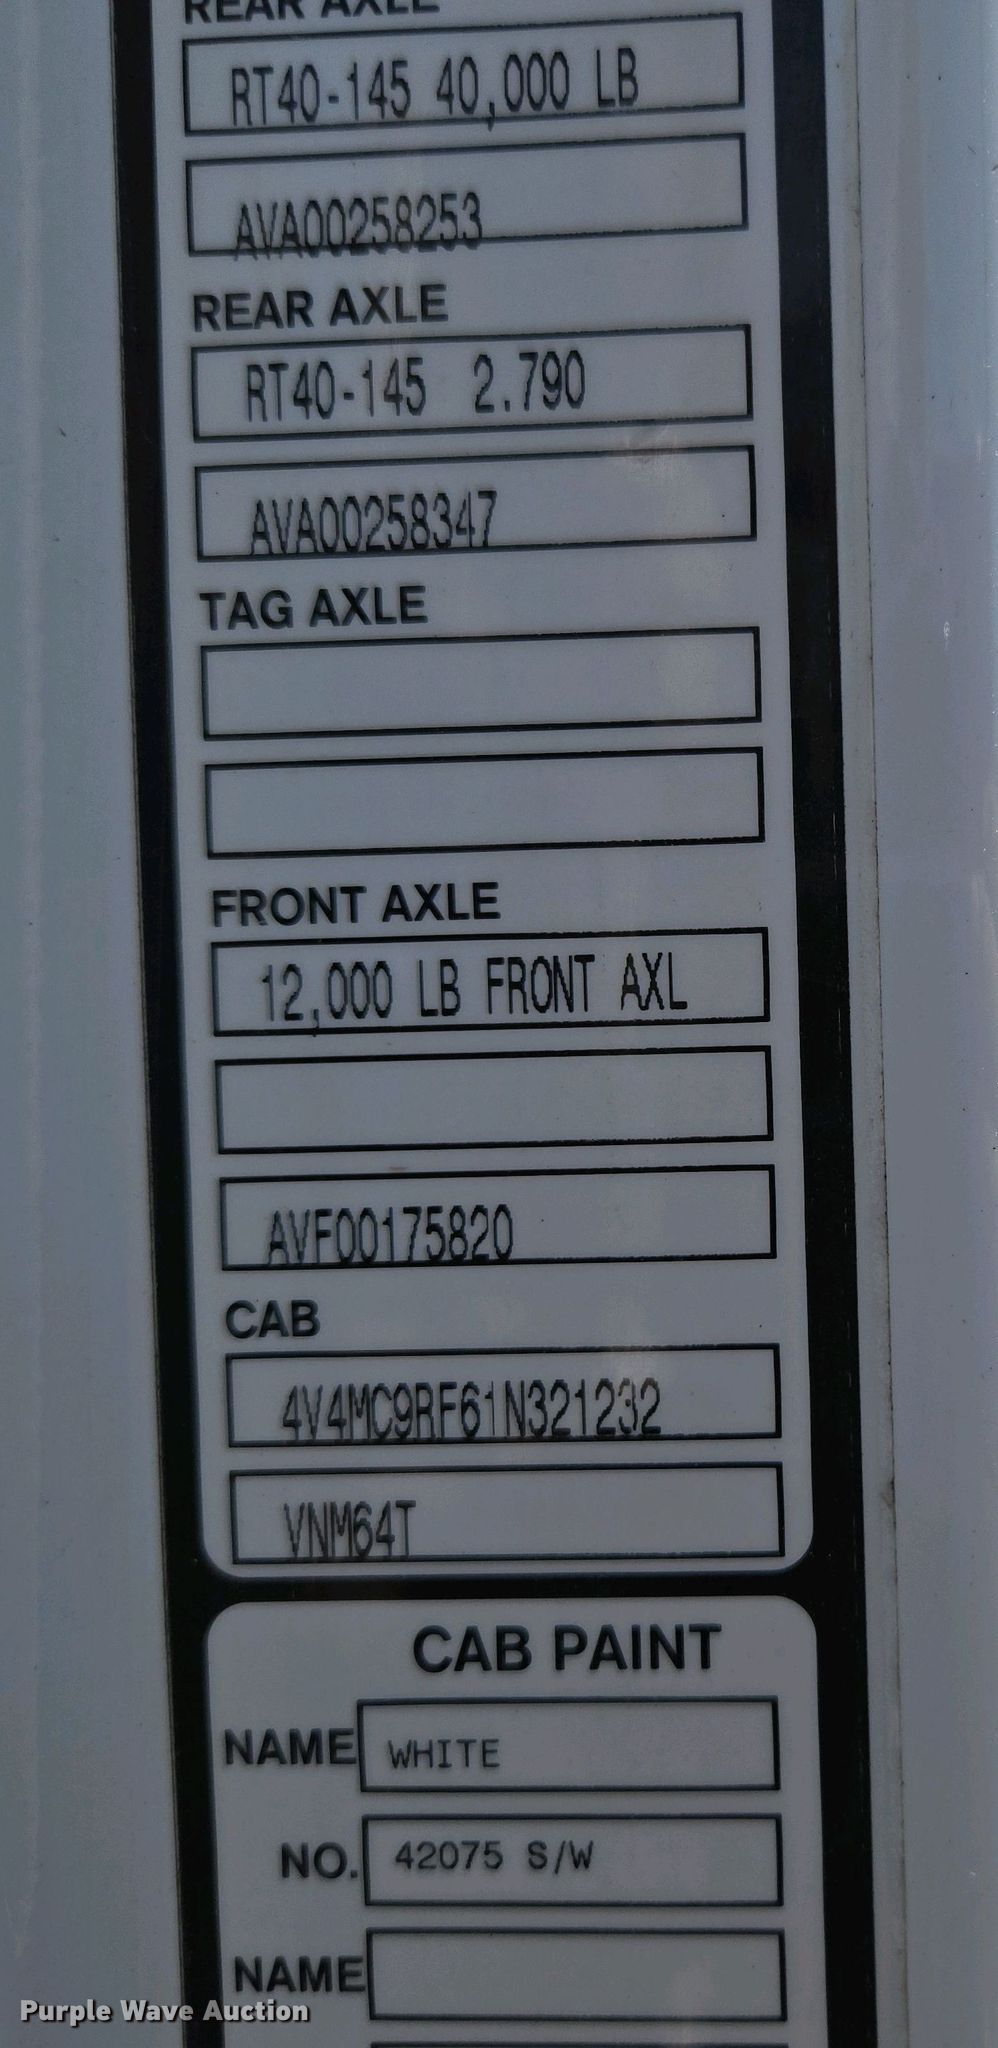 REAR AXLE
RT40-145 40,000 LB
AVA00258253
REAR AXLE
RT40-145 2.790
AVA00258347
TAG AXLE
FRONT AXLE
12,000 LB FRONT AXL
AVF00175820
CAB
4V4MC9RF61N321232
VNM64T
CAB PAINT
NAME WHITE
NO. 42075 S/W
NAME
Purple Wave Auction